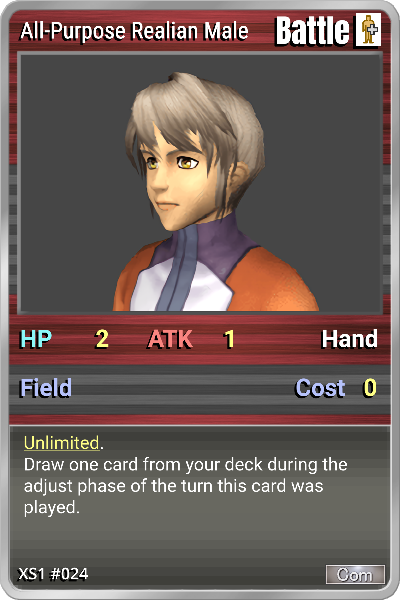 All-Purpose Realian Male Battle
HP 2 ATK 1 Hand
Field Cost 0
Unlimited.
Draw one card from your deck during the
adjust phase of the turn this card was
played.
XS1 #024 Com